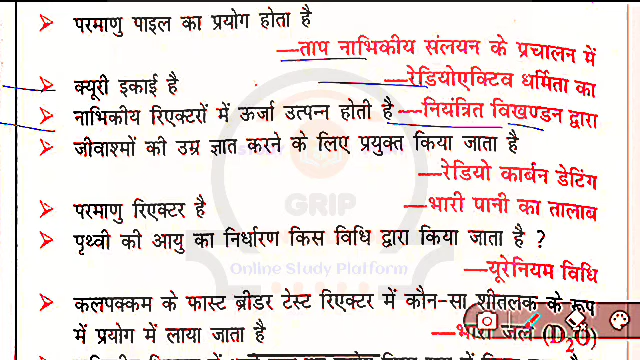 ➤ परमाणु पाइल का प्रयोग होता है
—ताप नाभिकीय संलयन के प्रचालन में
➤ क्यूरी इकाई है —रेडियोएक्टिव धर्मिता का
➤ नाभिकीय रिएक्टरों में ऊर्जा उत्पन्न होती है —नियंत्रित विखण्डन द्वारा
➤ जीवाश्मों की उम्र ज्ञात करने के लिए प्रयुक्त किया जाता है
—रेडियो कार्बन डेटिंग
➤ परमाणु रिएक्टर है —भारी पानी का तालाब
➤ पृथ्वी की आयु का निर्धारण किस विधि द्वारा किया जाता है ?
GRIP
Online Study Platform
—यूरेनियम विधि
➤ कलपक्कम के फास्ट ब्रीडर टेस्ट रिएक्टर में कौन-सा शीतलक के रूप
में प्रयोग में लाया जाता है —भारी जल (D₂O)